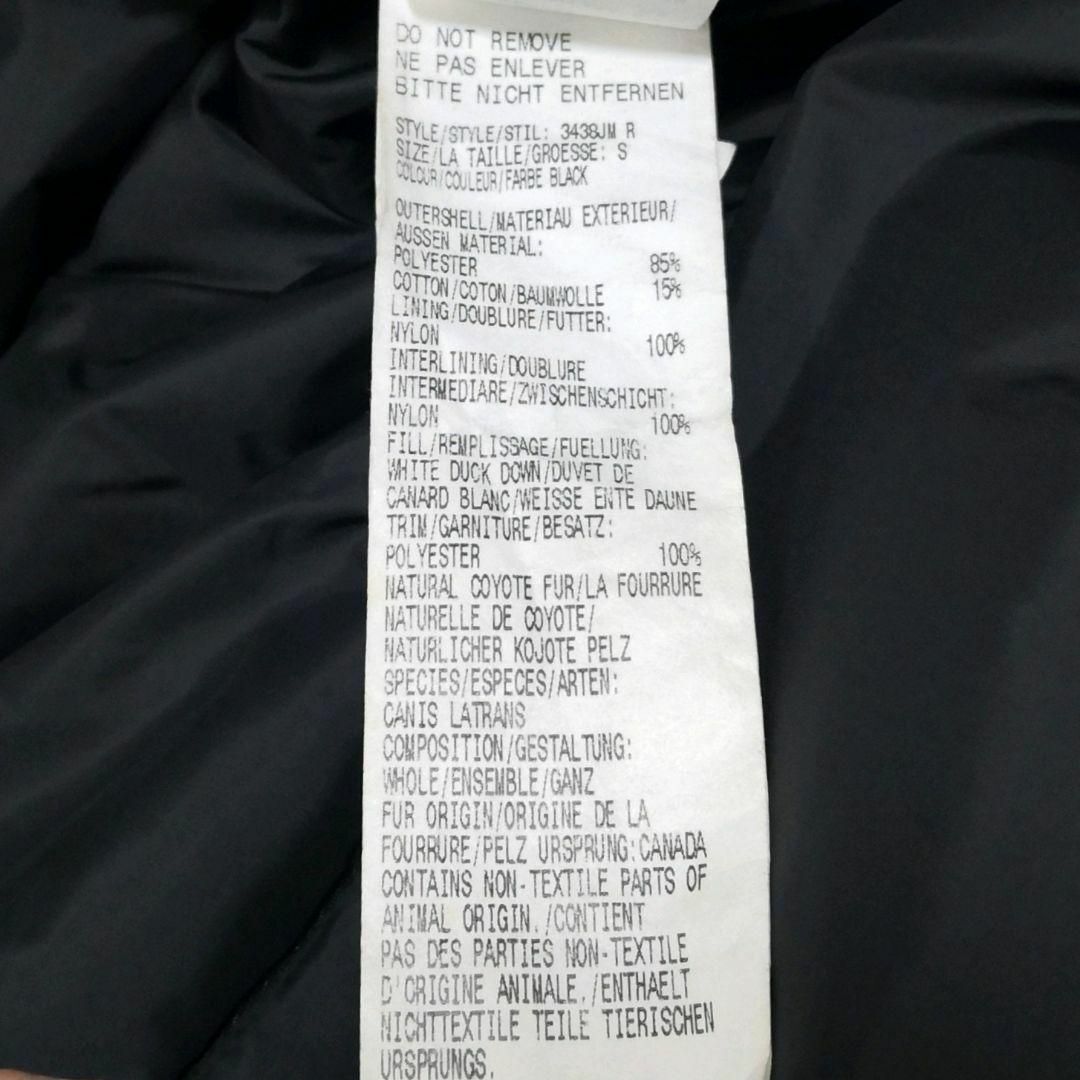 DO NOT REMOVE
NE PAS ENLEVER
BITTE NICHT ENTFERNEN
STYLE/STYLE/STIL: 3438JM R
SIZE/LA TAILLE/GROESSE: S
COLOUR/COULEUR/FARBE BLACK
OUTERSHELL/MATERIAU EXTERIEUR/
AUSSEN MATERIAL:
POLYESTER 85%
COTTON/COTON/BAUMWOLLE 15%
LINING/DOUBLURE/FUTTER:
NYLON 100%
INTERLINING/DOUBLURE
INTERMEDIARE/ZWISCHENSCHICHT:
NYLON 100%
FILL/REMPLISSAGE/FUELLUNG:
WHITE DUCK DOWN/DUVET DE
CANARD BLANC/WEISSE ENTE DAUNE
TRIM/GARNITURE/BESATZ:
POLYESTER 100%
NATURAL COYOTE FUR/LA FOURRURE
NATURELLE DE COYOTE/
NATURLICHER KOJOTE PELZ
SPECIES/ESPECES/ARTEN:
CANIS LATRANS
COMPOSITION/GESTALTUNG:
WHOLE/ENSEMBLE/GANZ
FUR ORIGIN/ORIGINE DE LA
FOURRURE/PELZ URSPRUNG:CANADA
CONTAINS NON-TEXTILE PARTS OF
ANIMAL ORIGIN./CONTIENT
PAS DES PARTIES NON-TEXTILE
D'ORIGINE ANIMALE./ENTHAELT
NICHTTEXTILE TEILE TIERISCHEN
URSPRUNGS.